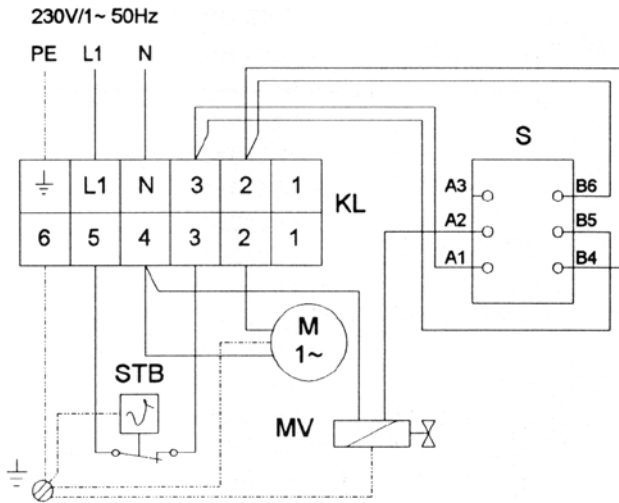 230V/1~ 50Hz
PE L1 N
S
L1 N 3 2 1
KL
6 5 4 3 2 1
A3 B6
A2 B5
A1 B4
M
1~
STB
MV